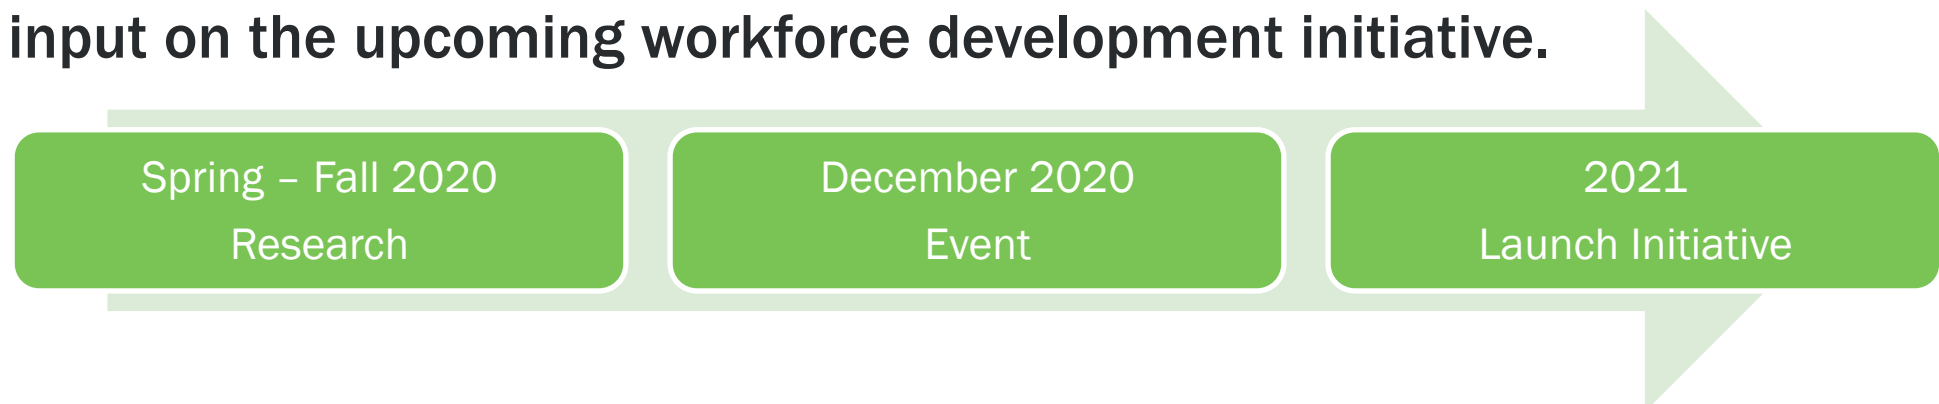 input on the upcoming workforce development initiative.
Spring – Fall 2020
Research
December 2020
Event
2021
Launch Initiative